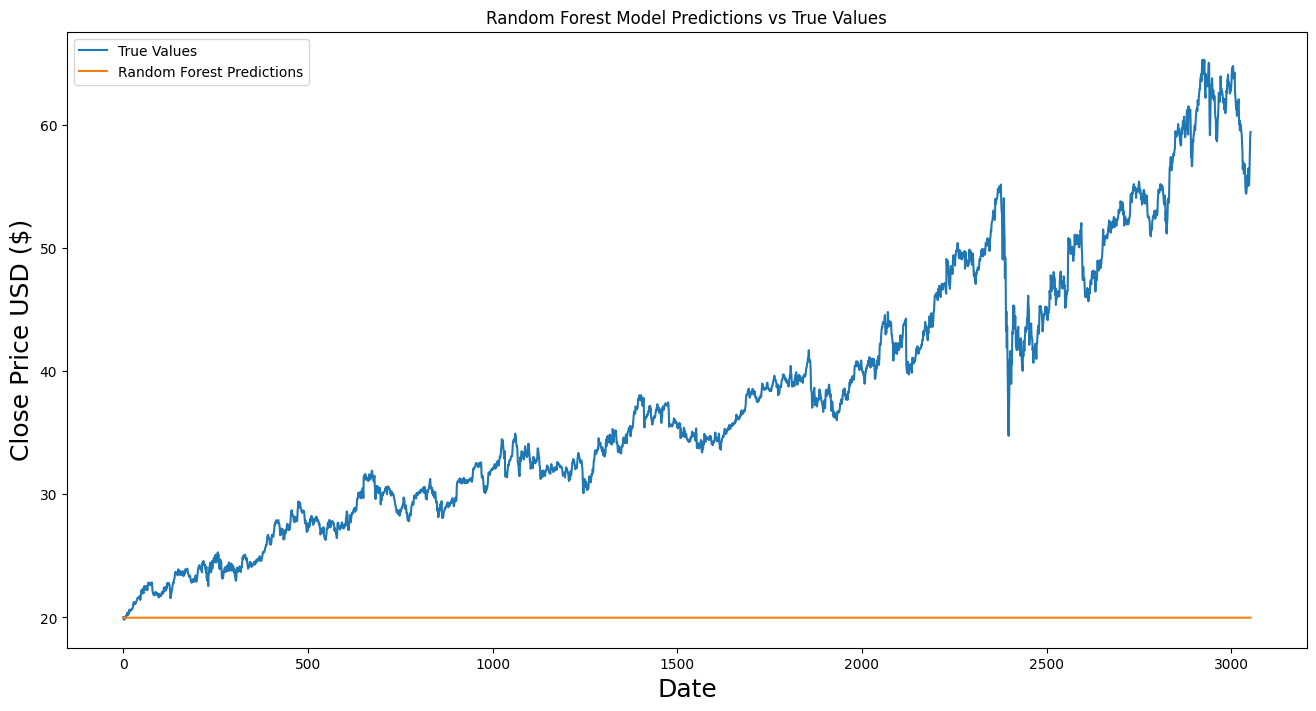 Random Forest Model Predictions vs True Values
True Values
Random Forest Predictions
Close Price USD ($)
60
50
40
30
20
0 500 1000 1500 2000 2500 3000
Date